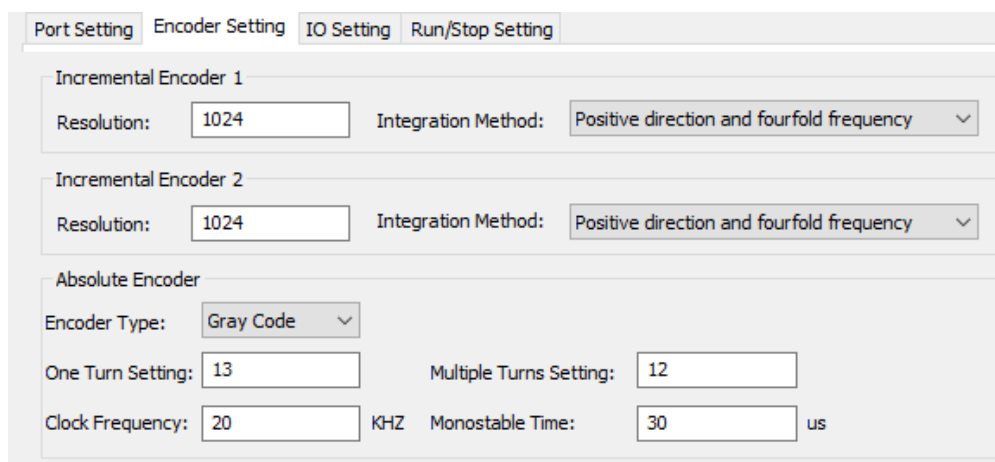 Port Setting Encoder Setting IO Setting Run/Stop Setting
Incremental Encoder 1
Resolution: 1024 Integration Method: Positive direction and fourfold frequency
Incremental Encoder 2
Resolution: 1024 Integration Method: Positive direction and fourfold frequency
Absolute Encoder
Encoder Type: Gray Code
One Turn Setting: 13 Multiple Turns Setting: 12
Clock Frequency: 20 KHZ Monostable Time: 30 us